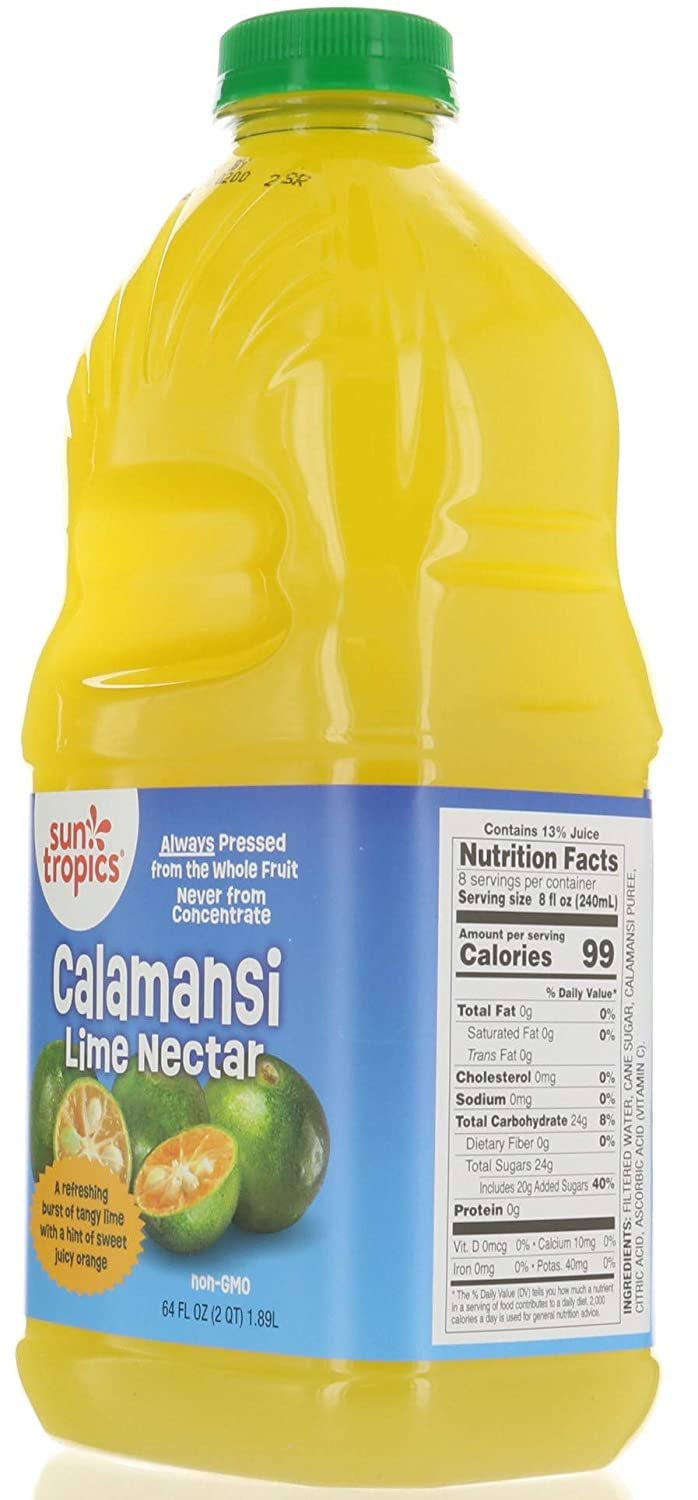 200 2 SR
sun
tropics®
Always Pressed
from the Whole Fruit
Never from
Concentrate
Calamansi
Lime Nectar
A refreshing
burst of tangy lime
with a hint of sweet
juicy orange
non-GMO
64 FL OZ (2 QT) 1.89L
Contains 13% Juice
Nutrition Facts
8 servings per container
Serving size 8 fl oz (240mL)
Amount per serving
Calories 99
% Daily Value*
Total Fat 0g 0%
Saturated Fat 0g 0%
Trans Fat 0g
Cholesterol 0mg 0%
Sodium 0mg 0%
Total Carbohydrate 24g 8%
Dietary Fiber 0g 0%
Total Sugars 24g
Includes 20g Added Sugars 40%
Protein 0g
Vit. D 0mcg 0% • Calcium 10mg 0%
Iron 0mg 0% • Potas. 40mg 0%
* The % Daily Value (DV) tells you how much a nutrient
in a serving of food contributes to a daily diet. 2,000
calories a day is used for general nutrition advice.
INGREDIENTS: FILTERED WATER, CANE SUGAR, CALAMANSI PUREE,
CITRIC ACID, ASCORBIC ACID (VITAMIN C).